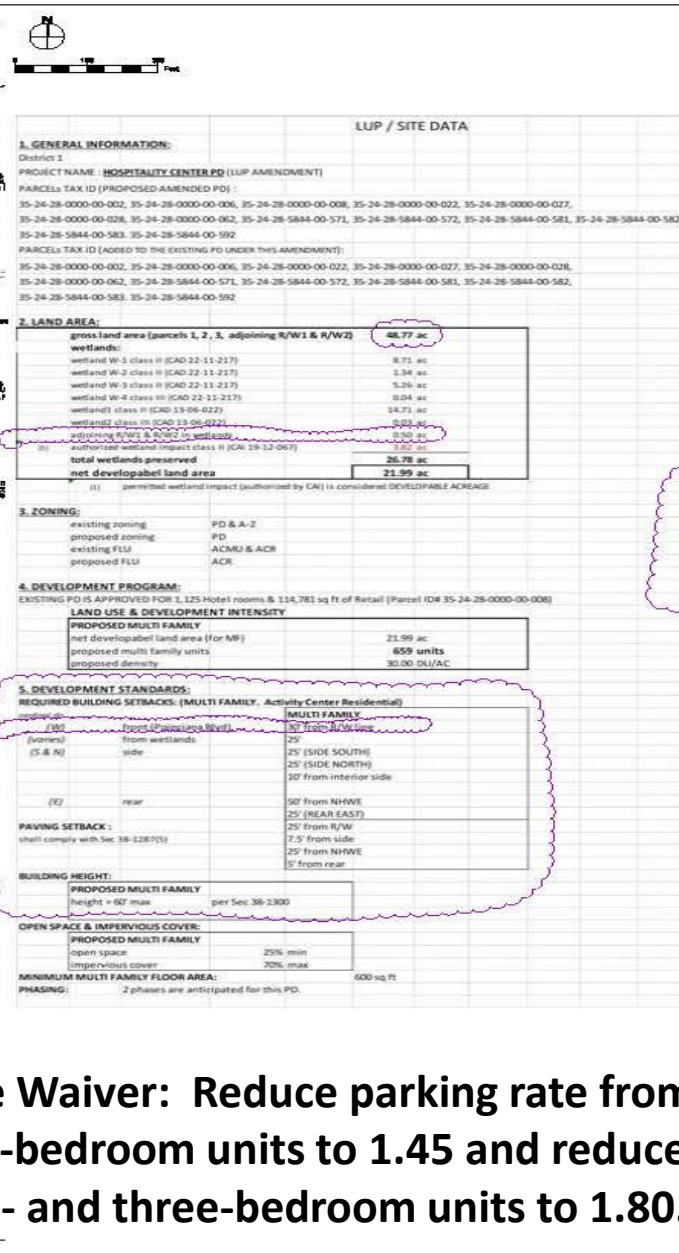 N
Feet
LUP / SITE DATA
1. GENERAL INFORMATION:
District 1
PROJECT NAME : HOSPITALITY CENTER PD (LUP AMENDMENT)
PARCELs TAX ID (PROPOSED AMENDED PD) :
35-24-28-0000-00-002, 35-24-28-0000-00-006, 35-24-28-0000-00-008, 35-24-28-0000-00-022, 35-24-28-0000-00-027,
35-24-28-0000-00-028, 35-24-28-0000-00-062, 35-24-28-5844-00-571, 35-24-28-5844-00-572, 35-24-28-5844-00-581, 35-24-28-5844-00-582
35-24-28-5844-00-583. 35-24-28-5844-00-592
PARCELs TAX ID (ADDED TO THE EXISTING PD UNDER THIS AMENDMENT):
35-24-28-0000-00-002, 35-24-28-0000-00-006, 35-24-28-0000-00-022, 35-24-28-0000-00-027, 35-24-28-0000-00-028,
35-24-28-0000-00-062, 35-24-28-5844-00-571, 35-24-28-5844-00-572, 35-24-28-5844-00-581, 35-24-28-5844-00-582,
35-24-28-5844-00-583. 35-24-28-5844-00-592
2. LAND AREA:
gross land area (parcels 1, 2 , 3, adjoining R/W1 & R/W2) 48.77 ac
wetlands:
wetland W-1 class II (CAD 22-11-217) 8.71 ac
wetland W-2 class II (CAD 22-11-217) 1.34 ac
wetland W-3 class II (CAD 22-11-217) 5.26 ac
wetland W-4 class III (CAD 22-11-217) 0.04 ac
wetland1 class II (CAD 19-06-022) 14.71 ac
wetland2 class III (CAD 19-06-022) 0.03 ac
adjoining R/W1 & R/W2 in wetlands 0.50 ac
(1) authorized wetland impact class II (CAI 19-12-067) 3.82 ac
total wetlands preserved 26.78 ac
net developabel land area 21.99 ac
(1) permitted wetland impact (authorized by CAI) is considered DEVELOPABLE ACREAGE
3. ZONING:
existing zoning PD & A-2
proposed zoning PD
existing FLU ACMU & ACR
proposed FLU ACR
4. DEVELOPMENT PROGRAM:
EXISTING PD IS APPROVED FOR 1,125 Hotel rooms & 114,781 sq ft of Retail (Parcel ID# 35-24-28-0000-00-008)
LAND USE & DEVELOPMENT INTENSITY
PROPOSED MULTI FAMILY
net developabel land area (for MF) 21.99 ac
proposed multi family units 659 units
proposed density 30.00 DU/AC
5. DEVELOPMENT STANDARDS:
REQUIRED BUILDING SETBACKS: (MULTI FAMILY. Activity Center Residential)
MULTI FAMILY
(W) front (Poinciana Blvd) 30' from R/W line
(varies) from wetlands 25'
(S & N) side 25' (SIDE SOUTH)
25' (SIDE NORTH)
10' from interior side
(E) rear 50' from NHWE
25' (REAR EAST)
PAVING SETBACK : 25' from R/W
shall comply with Sec 38-1287(5) 7.5' from side
25' from NHWE
5' from rear
BUILDING HEIGHT:
PROPOSED MULTI FAMILY
height = 60' max per Sec 38-1300
OPEN SPACE & IMPERVIOUS COVER:
PROPOSED MULTI FAMILY
open space 25% min
impervious cover 70% max
MINIMUM MULTI FAMILY FLOOR AREA: 600 sq ft
PHASING: 2 phases are anticipated for this PD.
e Waiver: Reduce parking rate from
-bedroom units to 1.45 and reduce
- and three-bedroom units to 1.80.